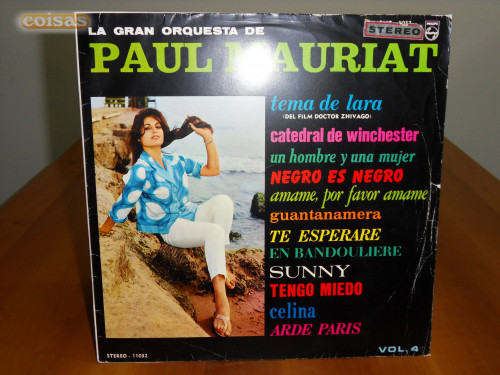 coisas
LA GRAN ORQUESTA DE
STEREO
PHILIPS
PAUL MAURIAT
tema de lara
(DEL FILM DOCTOR ZHIVAGO)
catedral de winchester
un hombre y una mujer
NEGRO ES NEGRO
amame, por favor amame
guantanamera
TE ESPERARE
EN BANDOULIERE
SUNNY
TENGO MIEDO
celina
ARDE PARIS
STEREO - 11032
VOL. 4